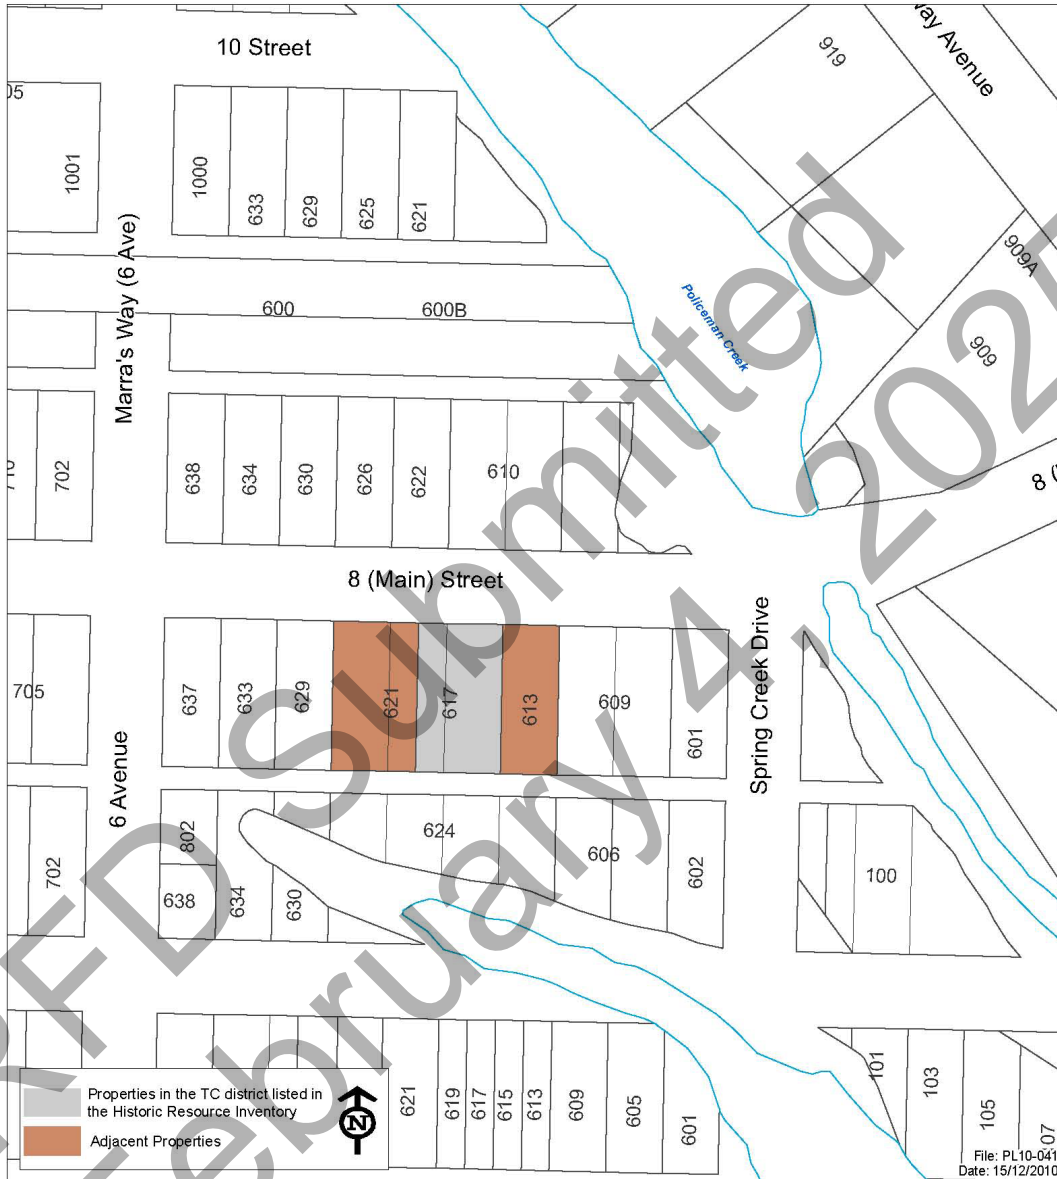 10 Street
919
way Avenue
05
1001
1000
633
629
625
621
Marra's Way (6 Ave)
909A
600
600B
Policeman Creek
909
710
702
638
634
630
626
622
610
8 (
8 (Main) Street
Spring Creek Drive
705
637
633
629
621
617
613
609
601
6 Avenue
702
802
638
634
630
624
606
602
100
621
619
617
615
613
609
605
601
101
103
105
107
Properties in the TC district listed in
the Historic Resource Inventory
Adjacent Properties
N
File: PL10-041
Date: 15/12/2010
RFD Submitted
February 4, 2025